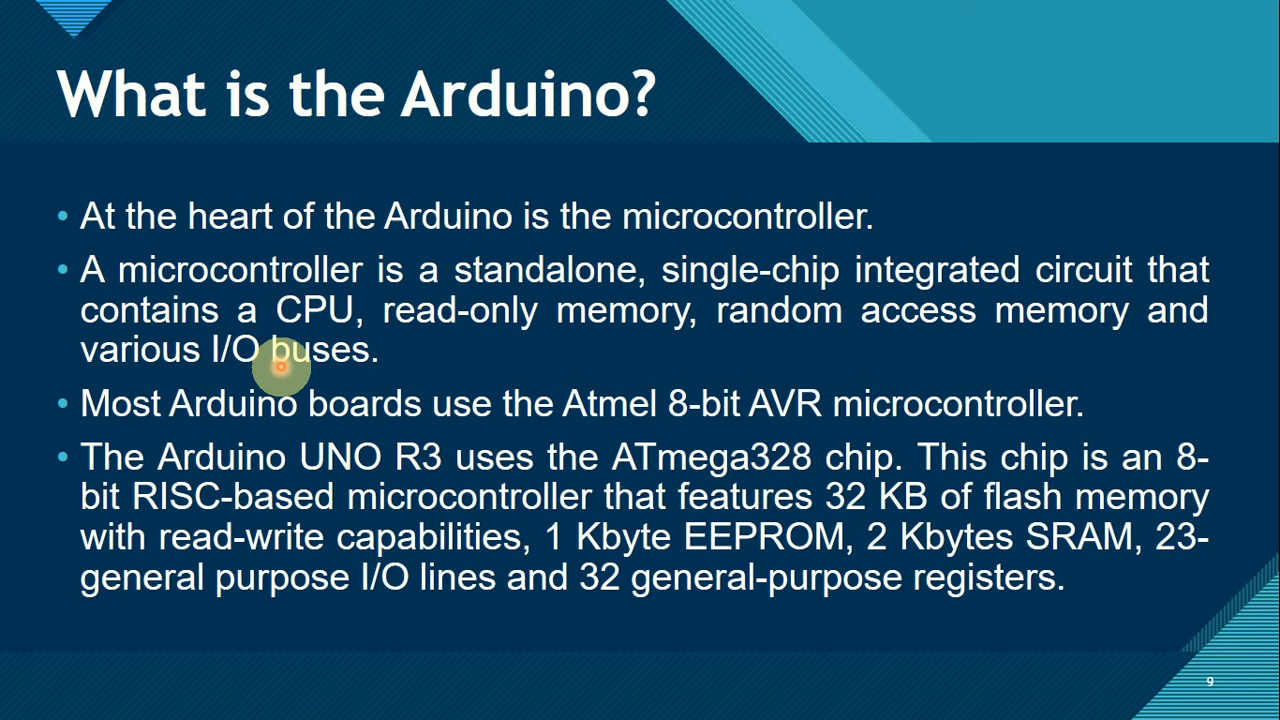 What is the Arduino?
• At the heart of the Arduino is the microcontroller.
• A microcontroller is a standalone, single-chip integrated circuit that
contains a CPU, read-only memory, random access memory and
various I/O buses.
• Most Arduino boards use the Atmel 8-bit AVR microcontroller.
• The Arduino UNO R3 uses the ATmega328 chip. This chip is an 8-
bit RISC-based microcontroller that features 32 KB of flash memory
with read-write capabilities, 1 Kbyte EEPROM, 2 Kbytes SRAM, 23-
general purpose I/O lines and 32 general-purpose registers.
9